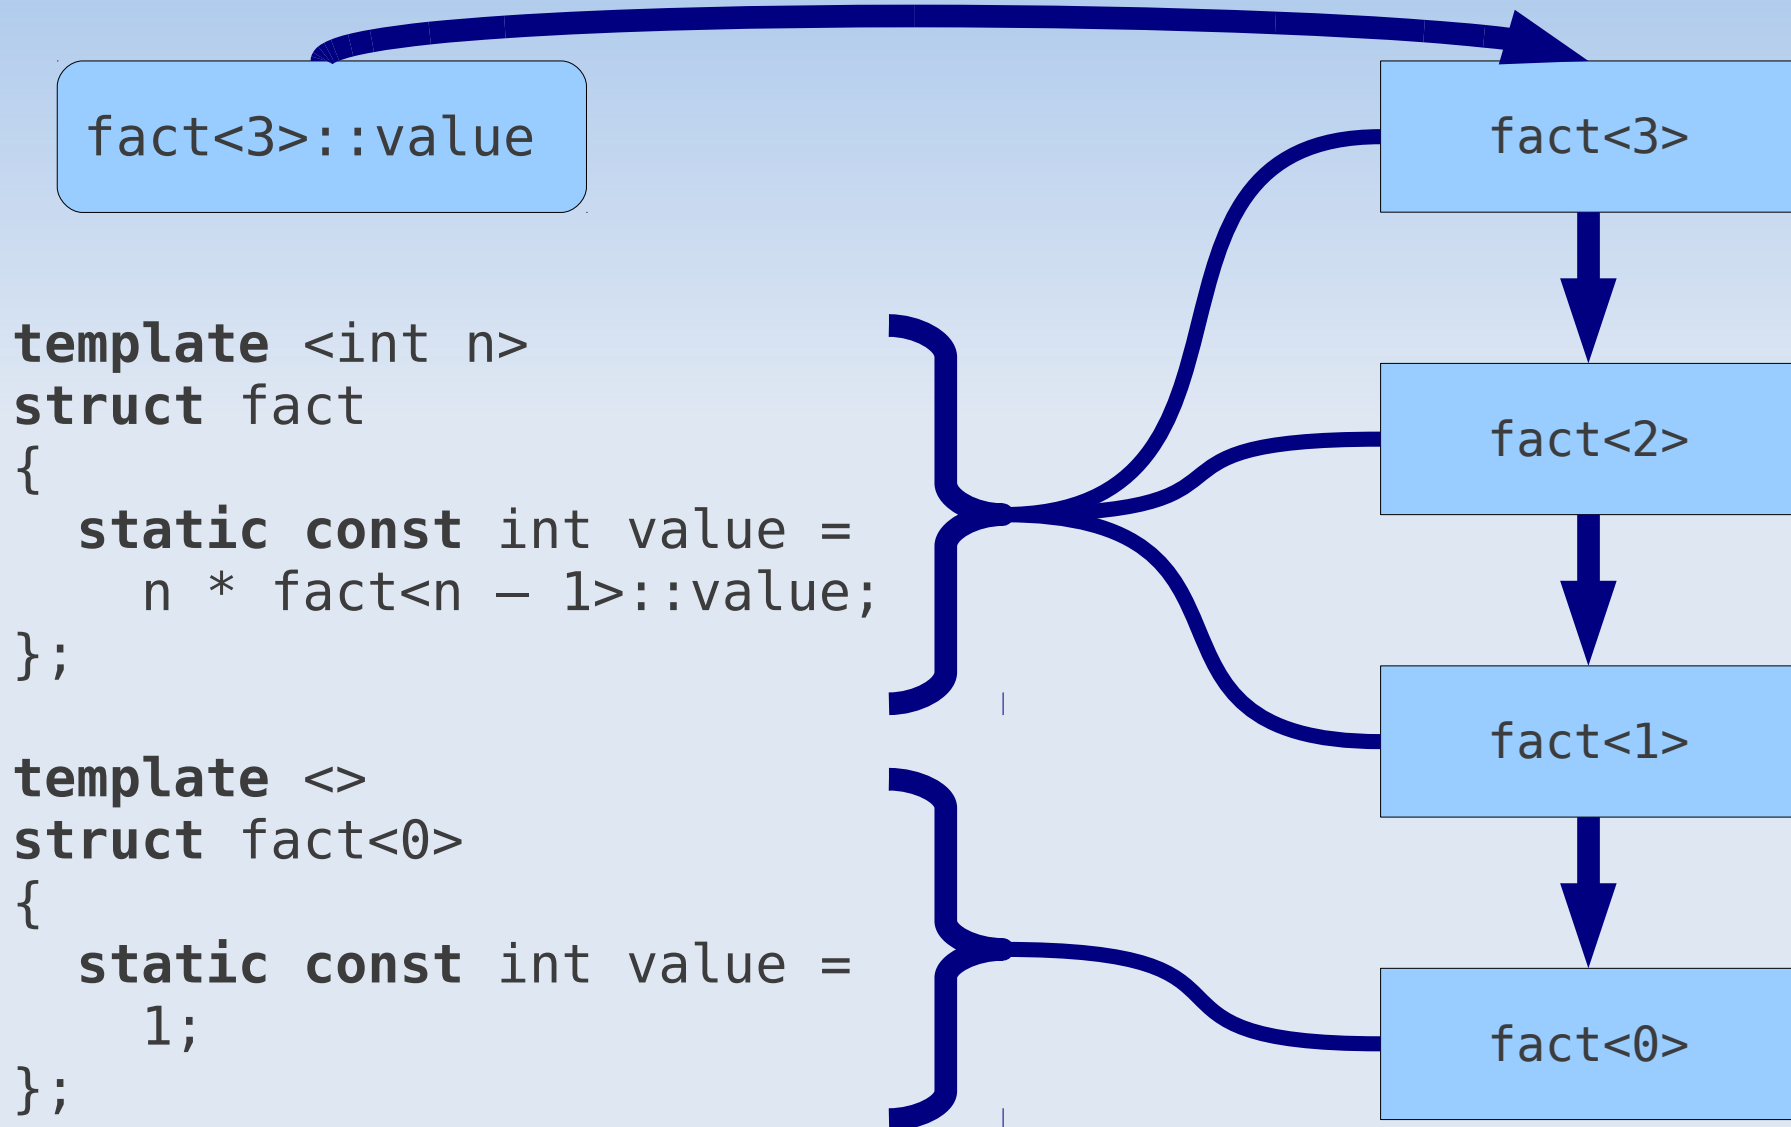 fact<3>::value
fact<3>
fact<2>
fact<1>
fact<0>
template <int n>
struct fact
{
  static const int value =
    n * fact<n – 1>::value;
};
template <>
struct fact<0>
{
  static const int value =
    1;
};